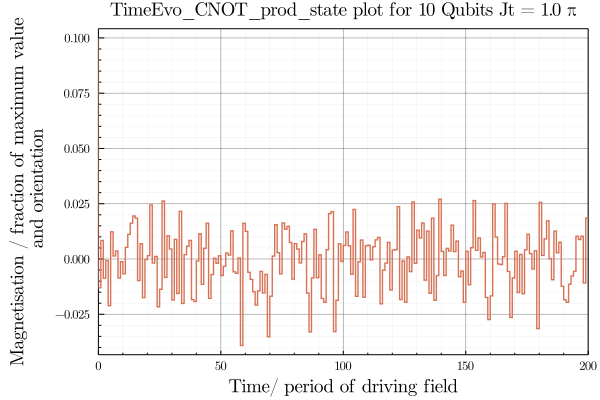 TimeEvo_CNOT_prod_state plot for 10 Qubits Jt = 1.0 π
Magnetisation / fraction of maximum value
and orientation
0.100
0.075
0.050
0.025
0.000
−0.025
0 50 100 150 200
Time/ period of driving field